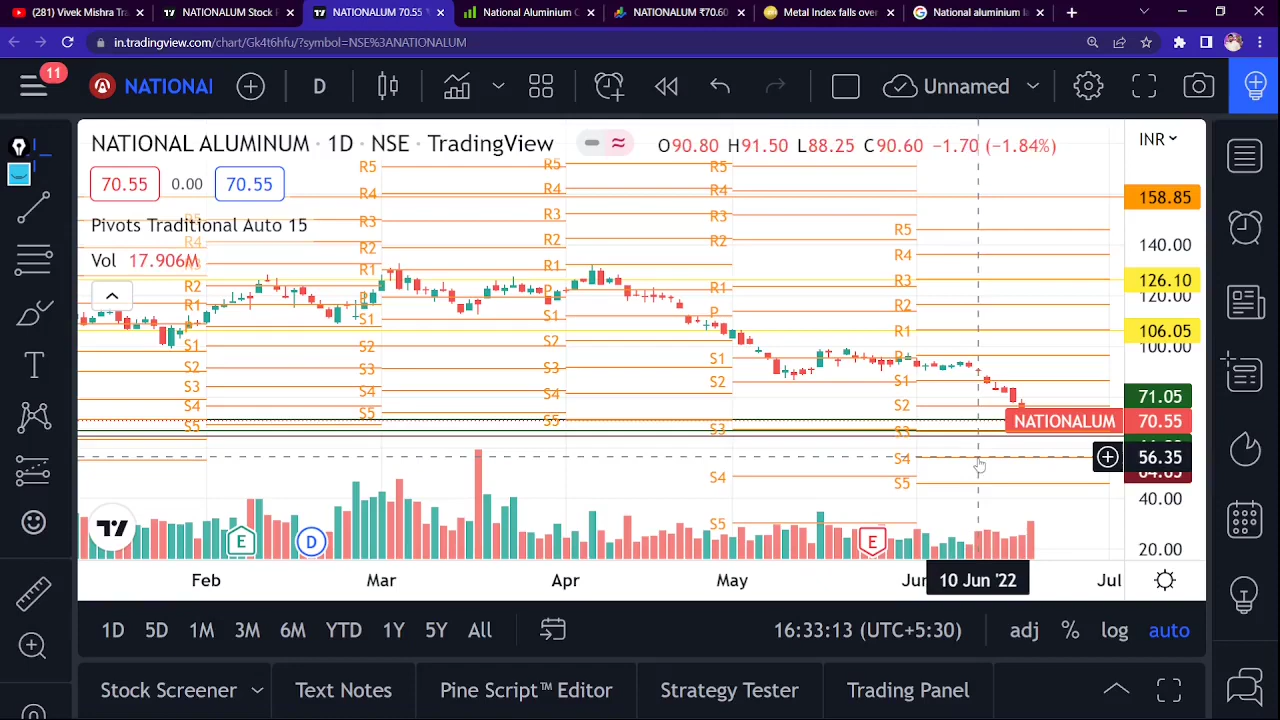 (281) Vivek Mishra Tra
NATIONALUM Stock P
NATIONALUM 70.55
National Aluminium C
NATIONALUM ₹70.60
Metal Index falls over
National aluminium l
in.tradingview.com/chart/Gk4t6hfu/?symbol=NSE%3ANATIONALUM
11
NATIONAL
D
Unnamed
NATIONAL ALUMINUM · 1D · NSE · TradingView
O90.80 H91.50 L88.25 C90.60 −1.70 (−1.84%)
INR
70.55 0.00 70.55
Pivots Traditional Auto 15
Vol 17.906M
R5 R4 R3 R2 R1 P S1 S2 S3 S4 S5
158.85
140.00
126.10
120.00
106.05
100.00
71.05
NATIONALUM 70.55
56.35
64.65
40.00
20.00
E D E
Feb Mar Apr May Jun 10 Jun '22 Jul
1D 5D 1M 3M 6M YTD 1Y 5Y All
16:33:13 (UTC+5:30)
adj % log auto
Stock Screener
Text Notes
Pine Script™ Editor
Strategy Tester
Trading Panel